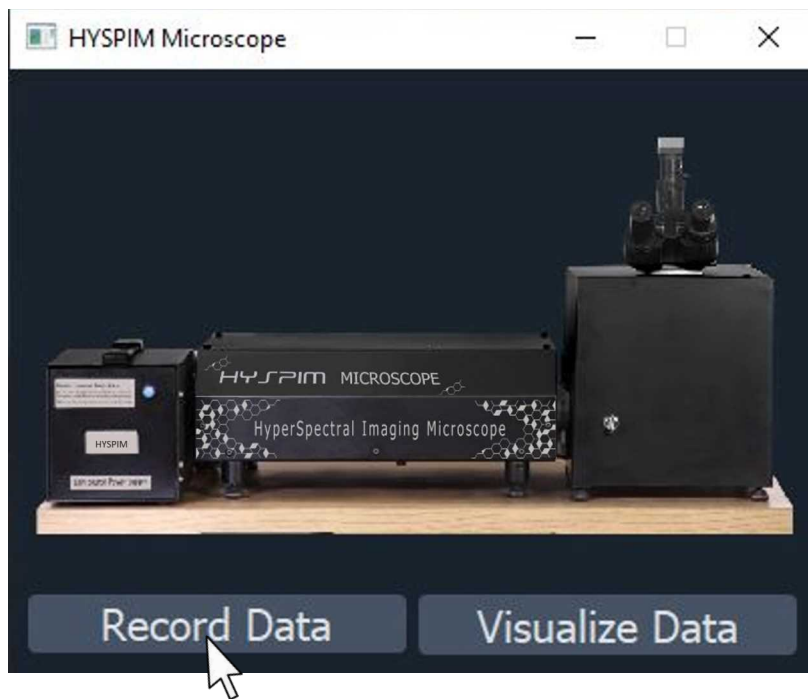 HYSPIM Microscope
HYSPIM MICROSCOPE
HyperSpectral Imaging Microscope
HYSPIM
Record Data
Visualize Data